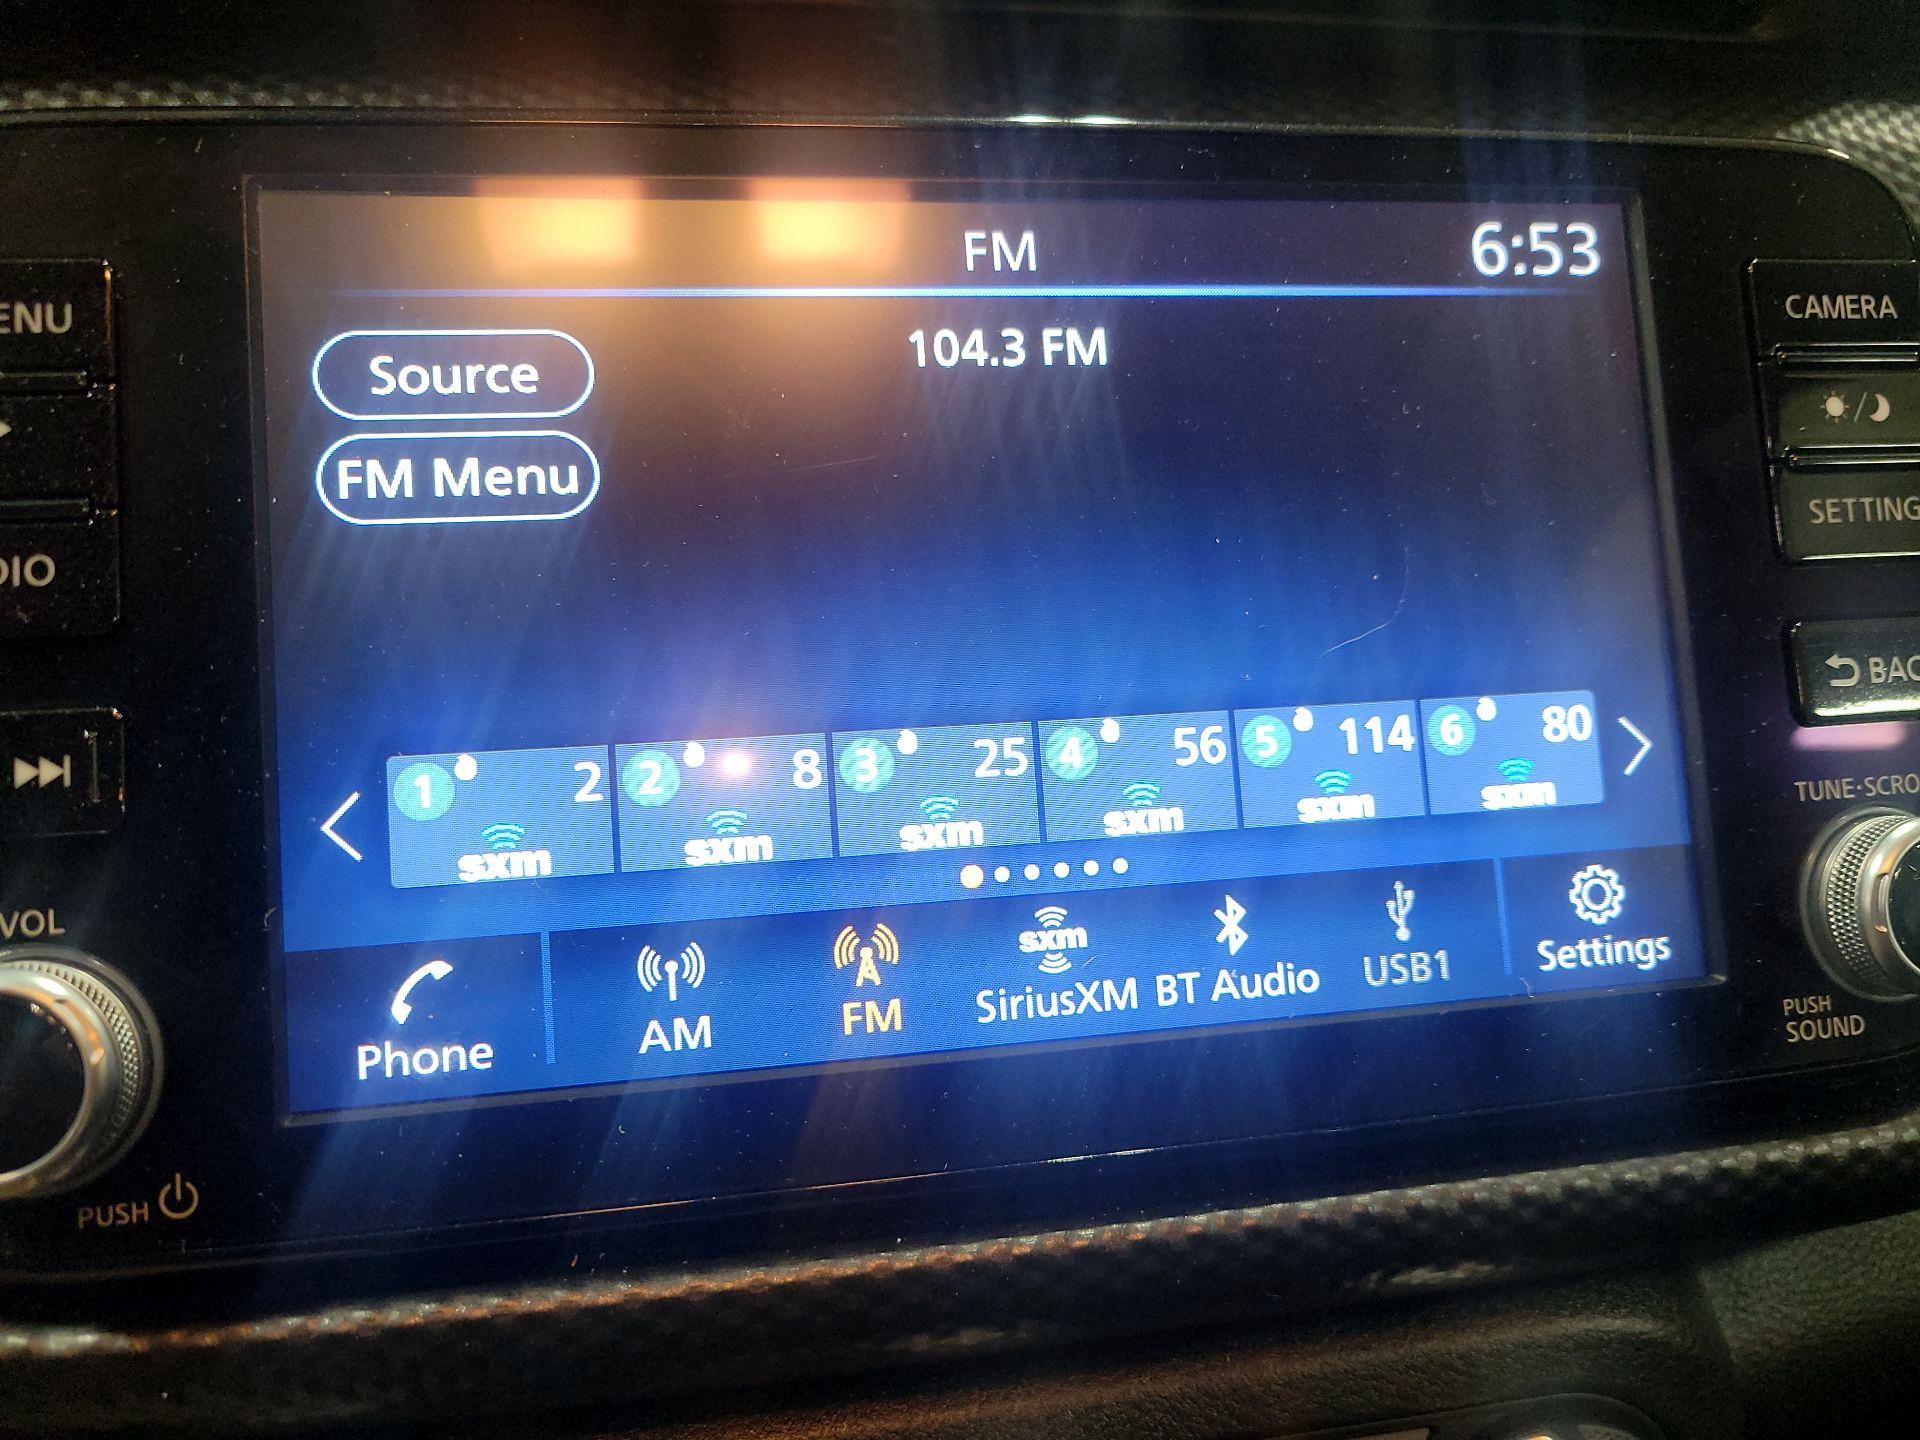 FM
6:53
104.3 FM
Source
FM Menu
1 2
sxm
2 8
sxm
3 25
sxm
4 56
sxm
5 114
sxm
6 80
sxm
Phone
AM
FM
sxm
SiriusXM
BT Audio
USB1
Settings
ENU
DIO
VOL
PUSH
CAMERA
SETTING
BAC
TUNE·SCRO
PUSH
SOUND